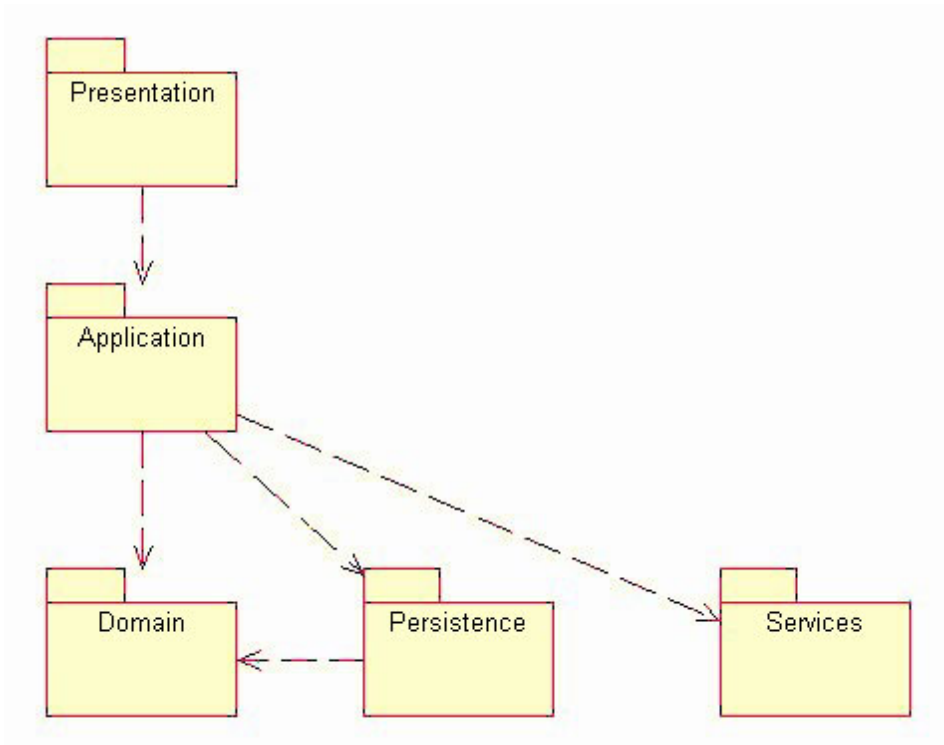 Presentation
Application
Domain
Persistence
Services